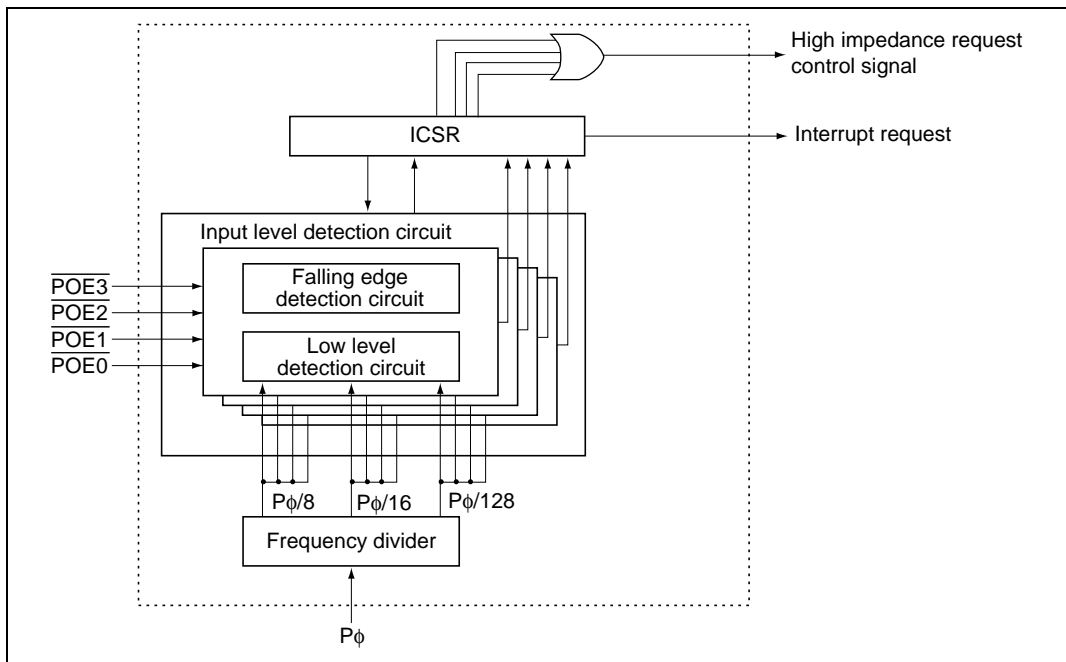 High impedance request
control signal
ICSR
Interrupt request
Input level detection circuit
Falling edge
detection circuit
POE3
POE2
POE1
POE0
Low level
detection circuit
Pϕ/8
Pϕ/16
Pϕ/128
Frequency divider
Pϕ